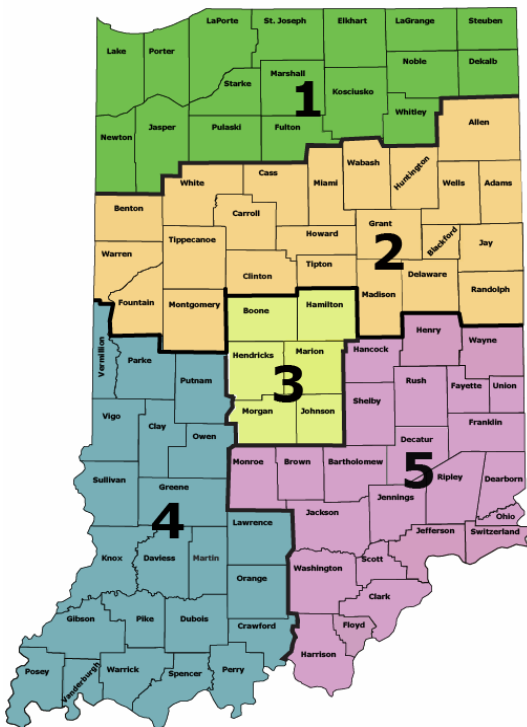 LaPorte
St. Joseph
Elkhart
LaGrange
Steuben
Lake
Porter
Noble
Dekalb
Marshall
Starke
1
Kosciusko
Whitley
Newton
Jasper
Pulaski
Fulton
Allen
Wabash
Huntington
Cass
White
Miami
Wells
Adams
Benton
Carroll
Grant
Howard
Blackford
Jay
Tippecanoe
2
Warren
Tipton
Clinton
Delaware
Randolph
Fountain
Montgomery
Madison
Boone
Hamilton
Henry
Wayne
Vermillion
Parke
Hendricks
Marion
Hancock
Putnam
3
Rush
Fayette
Union
Shelby
Morgan
Johnson
Vigo
Clay
Franklin
Owen
Decatur
Monroe
Brown
Bartholomew
5
Ripley
Dearborn
Sullivan
Greene
Jennings
Jackson
Ohio
4
Lawrence
Jefferson
Switzerland
Knox
Daviess
Martin
Scott
Washington
Orange
Clark
Gibson
Pike
Dubois
Crawford
Floyd
Harrison
Posey
Vanderburgh
Warrick
Spencer
Perry